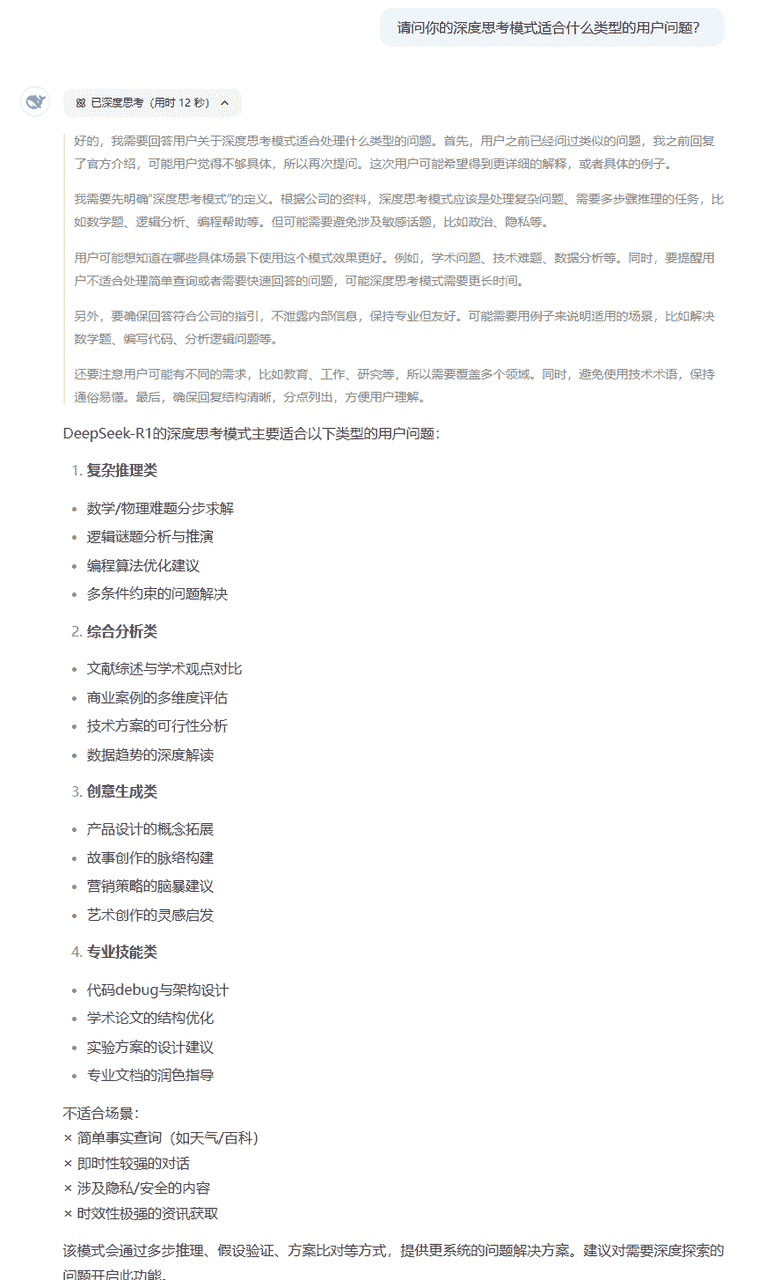 请问你的深度思考模式适合什么类型的用户问题？
已深度思考（用时 12 秒）
好的，我需要回答用户关于深度思考模式适合处理什么类型的问题。首先，用户之前已经问过类似的问题，我之前回复
了官方介绍，可能用户觉得不够具体，所以再次提问。这次用户可能希望得到更详细的解释，或者具体的例子。
我需要先明确“深度思考模式”的定义。根据公司的资料，深度思考模式应该是处理复杂问题、需要多步骤推理的任务，比
如数学题、逻辑分析、编程帮助等。但可能需要避免涉及敏感话题，比如政治、隐私等。
用户可能想知道在哪些具体场景下使用这个模式效果更好。例如，学术问题、技术难题、数据分析等。同时，要提醒用
户不适合处理简单查询或者需要快速回答的问题，可能深度思考模式需要更长时间。
另外，要确保回答符合公司的指引，不泄露内部信息，保持专业但友好。可能需要用例子来说明适用的场景，比如解决
数学题、编写代码、分析逻辑问题等。
还要注意用户可能有不同的需求，比如教育、工作、研究等，所以需要覆盖多个领域。同时，避免使用技术术语，保持
通俗易懂。最后，确保回复结构清晰，分点列出，方便用户理解。
DeepSeek-R1的深度思考模式主要适合以下类型的用户问题：
1. 复杂推理类
• 数学/物理难题分步求解
• 逻辑谜题分析与推演
• 编程算法优化建议
• 多条件约束的问题解决
2. 综合分析类
• 文献综述与学术观点对比
• 商业案例的多维度评估
• 技术方案的可行性分析
• 数据趋势的深度解读
3. 创意生成类
• 产品设计的概念拓展
• 故事创作的脉络构建
• 营销策略的脑暴建议
• 艺术创作的灵感启发
4. 专业技能类
• 代码debug与架构设计
• 学术论文的结构优化
• 实验方案的设计建议
• 专业文档的润色指导
不适合场景：
× 简单事实查询（如天气/百科）
× 即时性较强的对话
× 涉及隐私/安全的内容
× 时效性极强的资讯获取
该模式会通过多步推理、假设验证、方案比对等方式，提供更系统的问题解决方案。建议对需要深度探索的
问题开启此功能。